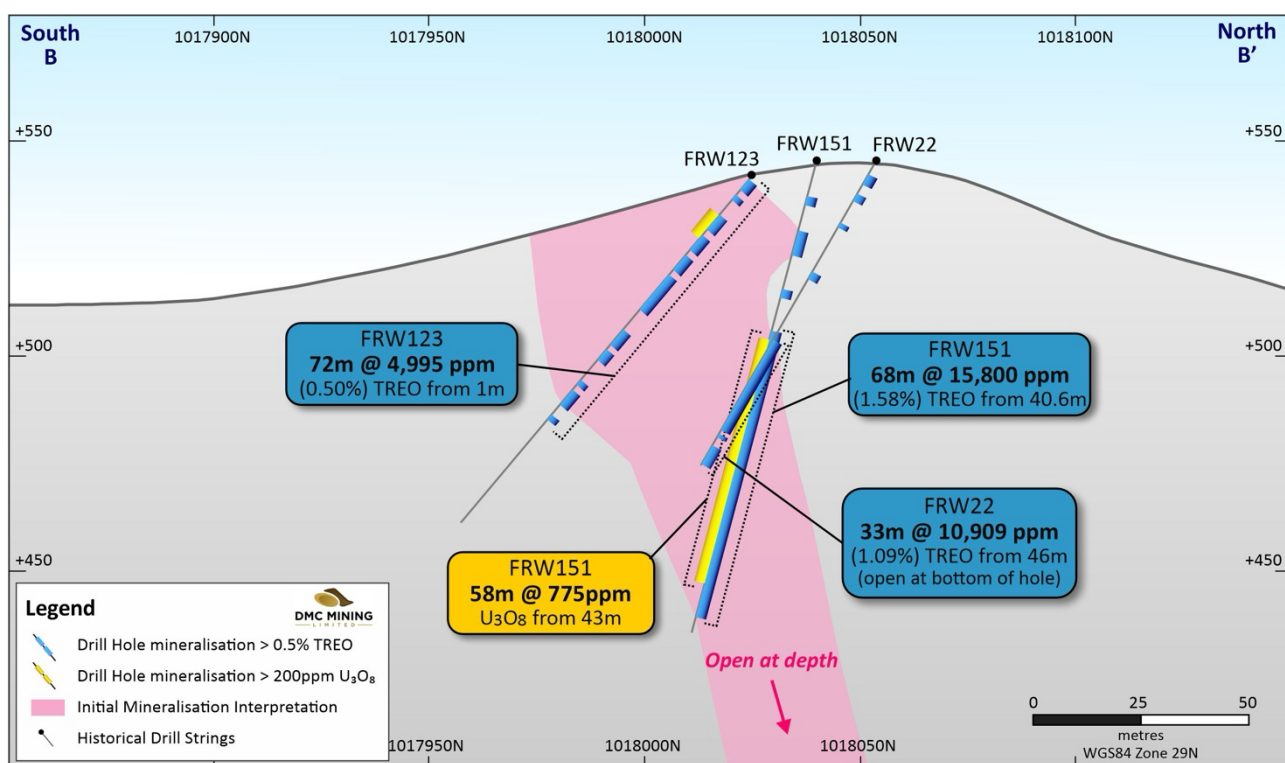 South
B
1017900N
1017950N
1018000N
1018050N
1018100N
North
B’
+550
+550
FRW123
FRW151
FRW22
+500
+500
FRW123
72m @ 4,995 ppm
(0.50%) TREO from 1m
FRW151
68m @ 15,800 ppm
(1.58%) TREO from 40.6m
FRW22
33m @ 10,909 ppm
(1.09%) TREO from 46m
(open at bottom of hole)
FRW151
58m @ 775ppm
U₃O₈ from 43m
+450
+450
Legend
DMC MINING
LIMITED
Drill Hole mineralisation > 0.5% TREO
Drill Hole mineralisation > 200ppm U₃O₈
Initial Mineralisation Interpretation
Historical Drill Strings
Open at depth
0
25
50
metres
WGS84 Zone 29N
1017950N
1018000N
1018050N